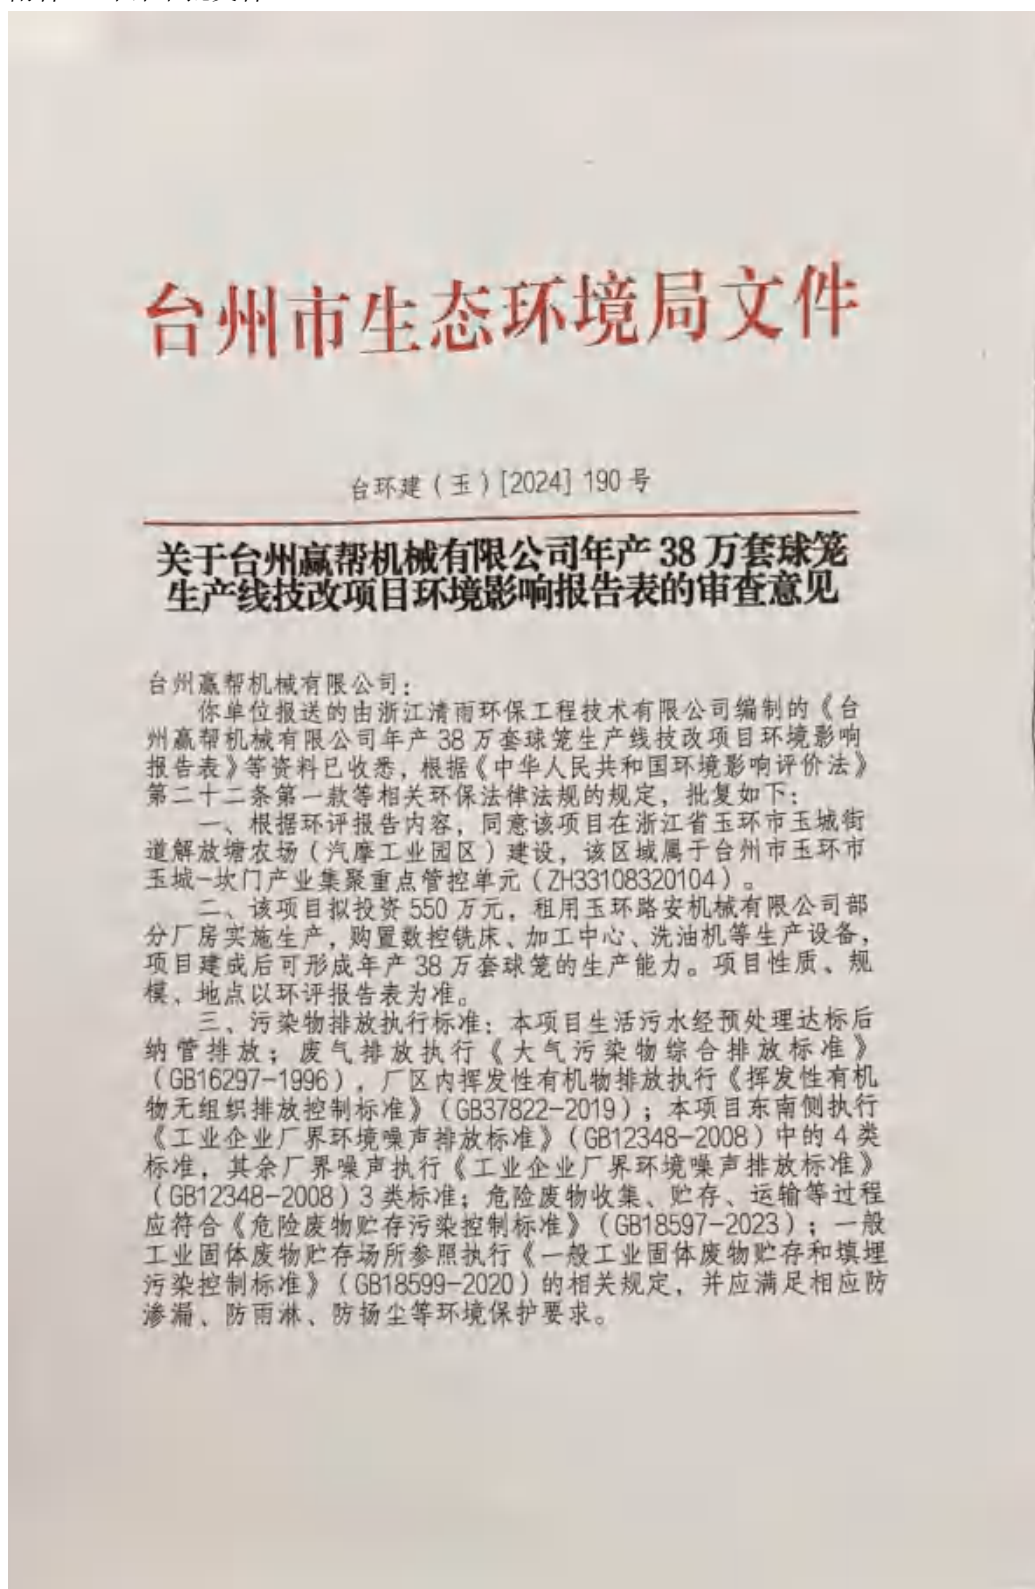 台州市生态环境局文件
台环建（玉）[2024] 190 号
关于台州赢帮机械有限公司年产 38 万套球笼
生产线技改项目环境影响报告表的审查意见
台州赢帮机械有限公司：
你单位报送的由浙江清雨环保工程技术有限公司编制的《台
州赢帮机械有限公司年产 38 万套球笼生产线技改项目环境影响
报告表》等资料已收悉，根据《中华人民共和国环境影响评价法》
第二十二条第一款等相关环保法律法规的规定，批复如下：
一、根据环评报告内容，同意该项目在浙江省玉环市玉城街
道解放塘农场（汽摩工业园区）建设，该区域属于台州市玉环市
玉城-坎门产业集聚重点管控单元（ZH33108320104）。
二、该项目拟投资 550 万元，租用玉环路安机械有限公司部
分厂房实施生产，购置数控铣床、加工中心、洗油机等生产设备，
项目建成后可形成年产 38 万套球笼的生产能力。项目性质、规
模、地点以环评报告表为准。
三、污染物排放执行标准：本项目生活污水经预处理达标后
纳管排放；废气排放执行《大气污染物综合排放标准》
（GB16297-1996），厂区内挥发性有机物排放执行《挥发性有机
物无组织排放控制标准》（GB37822-2019）；本项目东南侧执行
《工业企业厂界环境噪声排放标准》（GB12348-2008）中的 4 类
标准，其余厂界噪声执行《工业企业厂界环境噪声排放标准》
（GB12348-2008）3 类标准；危险废物收集、贮存、运输等过程
应符合《危险废物贮存污染控制标准》（GB18597-2023）；一般
工业固体废物贮存场所参照执行《一般工业固体废物贮存和填埋
污染控制标准》（GB18599-2020）的相关规定，并应满足相应防
渗漏、防雨淋、防扬尘等环境保护要求。